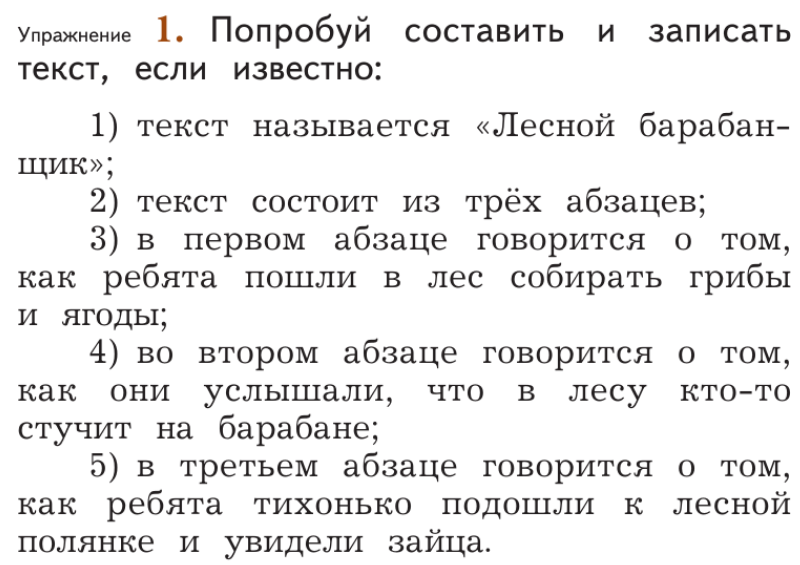 Упражнение 1. Попробуй составить и записать
текст, если известно:
1) текст называется «Лесной барабан-
щик»;
2) текст состоит из трёх абзацев;
3) в первом абзаце говорится о том,
как ребята пошли в лес собирать грибы
и ягоды;
4) во втором абзаце говорится о том,
как они услышали, что в лесу кто-то
стучит на барабане;
5) в третьем абзаце говорится о том,
как ребята тихонько подошли к лесной
полянке и увидели зайца.